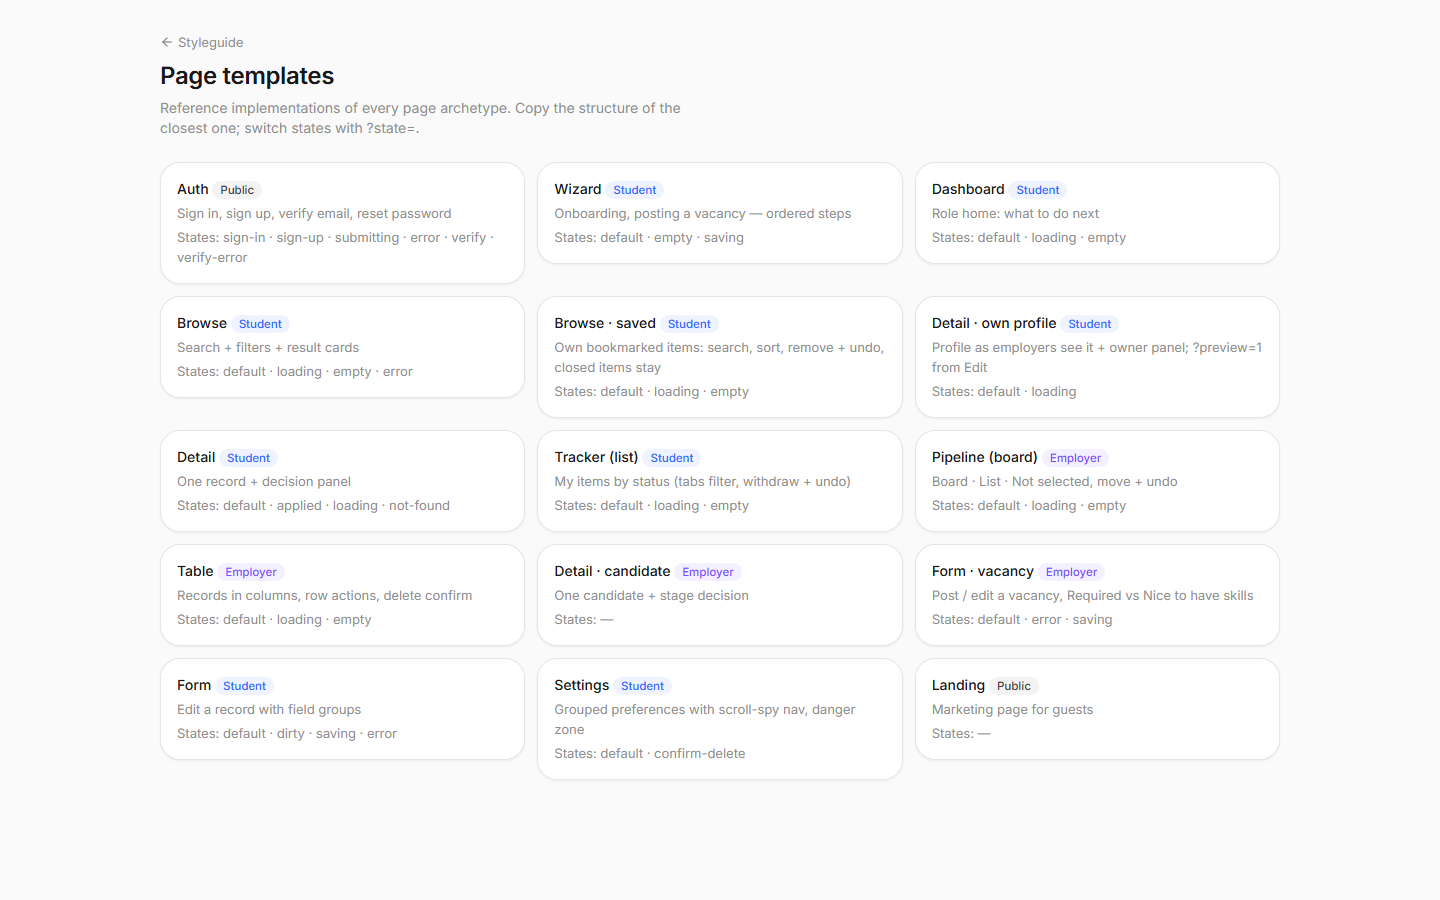 ← Styleguide
Page templates
Reference implementations of every page archetype. Copy the structure of the
closest one; switch states with ?state=.
Auth Public
Sign in, sign up, verify email, reset password
States: sign-in · sign-up · submitting · error · verify ·
verify-error
Wizard Student
Onboarding, posting a vacancy — ordered steps
States: default · empty · saving
Dashboard Student
Role home: what to do next
States: default · loading · empty
Browse Student
Search + filters + result cards
States: default · loading · empty · error
Browse · saved Student
Own bookmarked items: search, sort, remove + undo,
closed items stay
States: default · loading · empty
Detail · own profile Student
Profile as employers see it + owner panel; ?preview=1
from Edit
States: default · loading
Detail Student
One record + decision panel
States: default · applied · loading · not-found
Tracker (list) Student
My items by status (tabs filter, withdraw + undo)
States: default · loading · empty
Pipeline (board) Employer
Board · List · Not selected, move + undo
States: default · loading · empty
Table Employer
Records in columns, row actions, delete confirm
States: default · loading · empty
Detail · candidate Employer
One candidate + stage decision
States: —
Form · vacancy Employer
Post / edit a vacancy, Required vs Nice to have skills
States: default · error · saving
Form Student
Edit a record with field groups
States: default · dirty · saving · error
Settings Student
Grouped preferences with scroll-spy nav, danger
zone
States: default · confirm-delete
Landing Public
Marketing page for guests
States: —